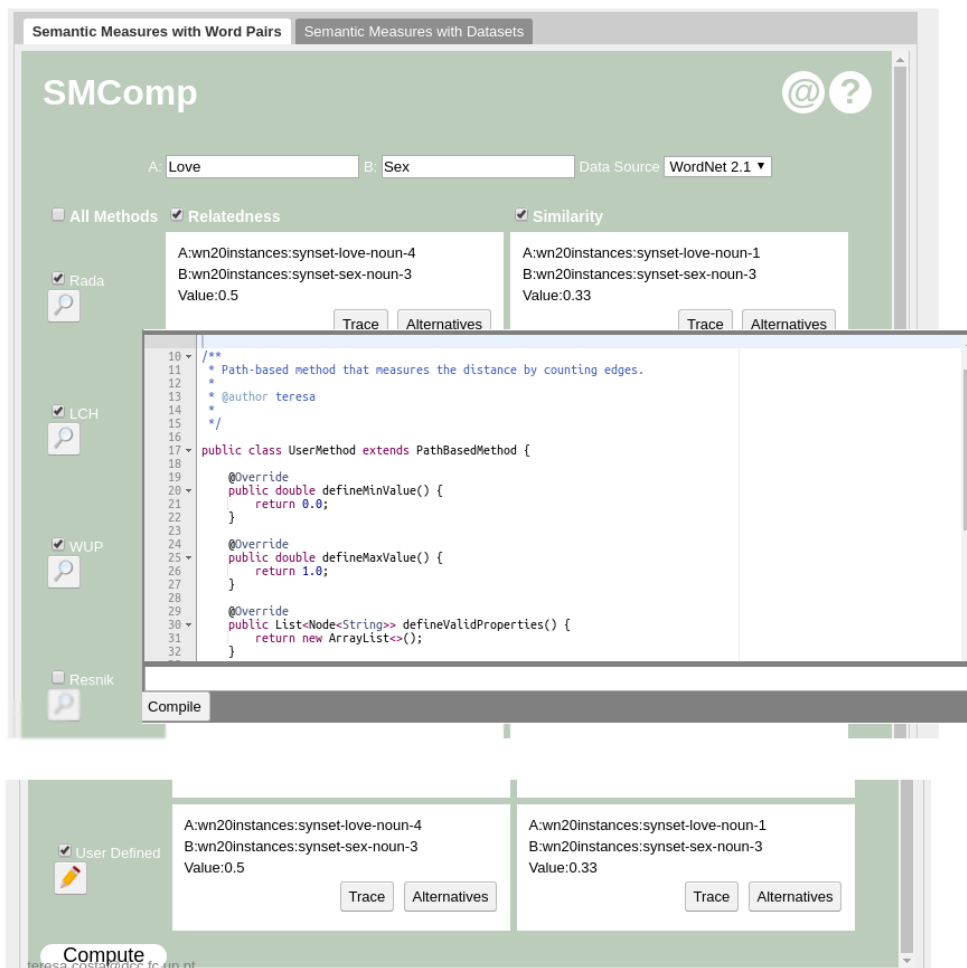 Semantic Measures with Word Pairs Semantic Measures with Datasets
SMComp @ ?
A: Love B: Sex Data Source WordNet 2.1
All Methods Relatedness Similarity
Rada
A:wn20instances:synset-love-noun-4
B:wn20instances:synset-sex-noun-3
Value:0.5
Trace Alternatives
A:wn20instances:synset-love-noun-1
B:wn20instances:synset-sex-noun-3
Value:0.33
Trace Alternatives
LCH
WUP
Resnik
10 /**
11  * Path-based method that measures the distance by counting edges.
12  *
13  * @author teresa
14  *
15  */
16
17 public class UserMethod extends PathBasedMethod {
18
19     @Override
20     public double defineMinValue() {
21         return 0.0;
22     }
23
24     @Override
25     public double defineMaxValue() {
26         return 1.0;
27     }
28
29     @Override
30     public List<Node<String>> defineValidProperties() {
31         return new ArrayList<>();
32     }
Compile
User Defined
A:wn20instances:synset-love-noun-4
B:wn20instances:synset-sex-noun-3
Value:0.5
Trace Alternatives
A:wn20instances:synset-love-noun-1
B:wn20instances:synset-sex-noun-3
Value:0.33
Trace Alternatives
Compute